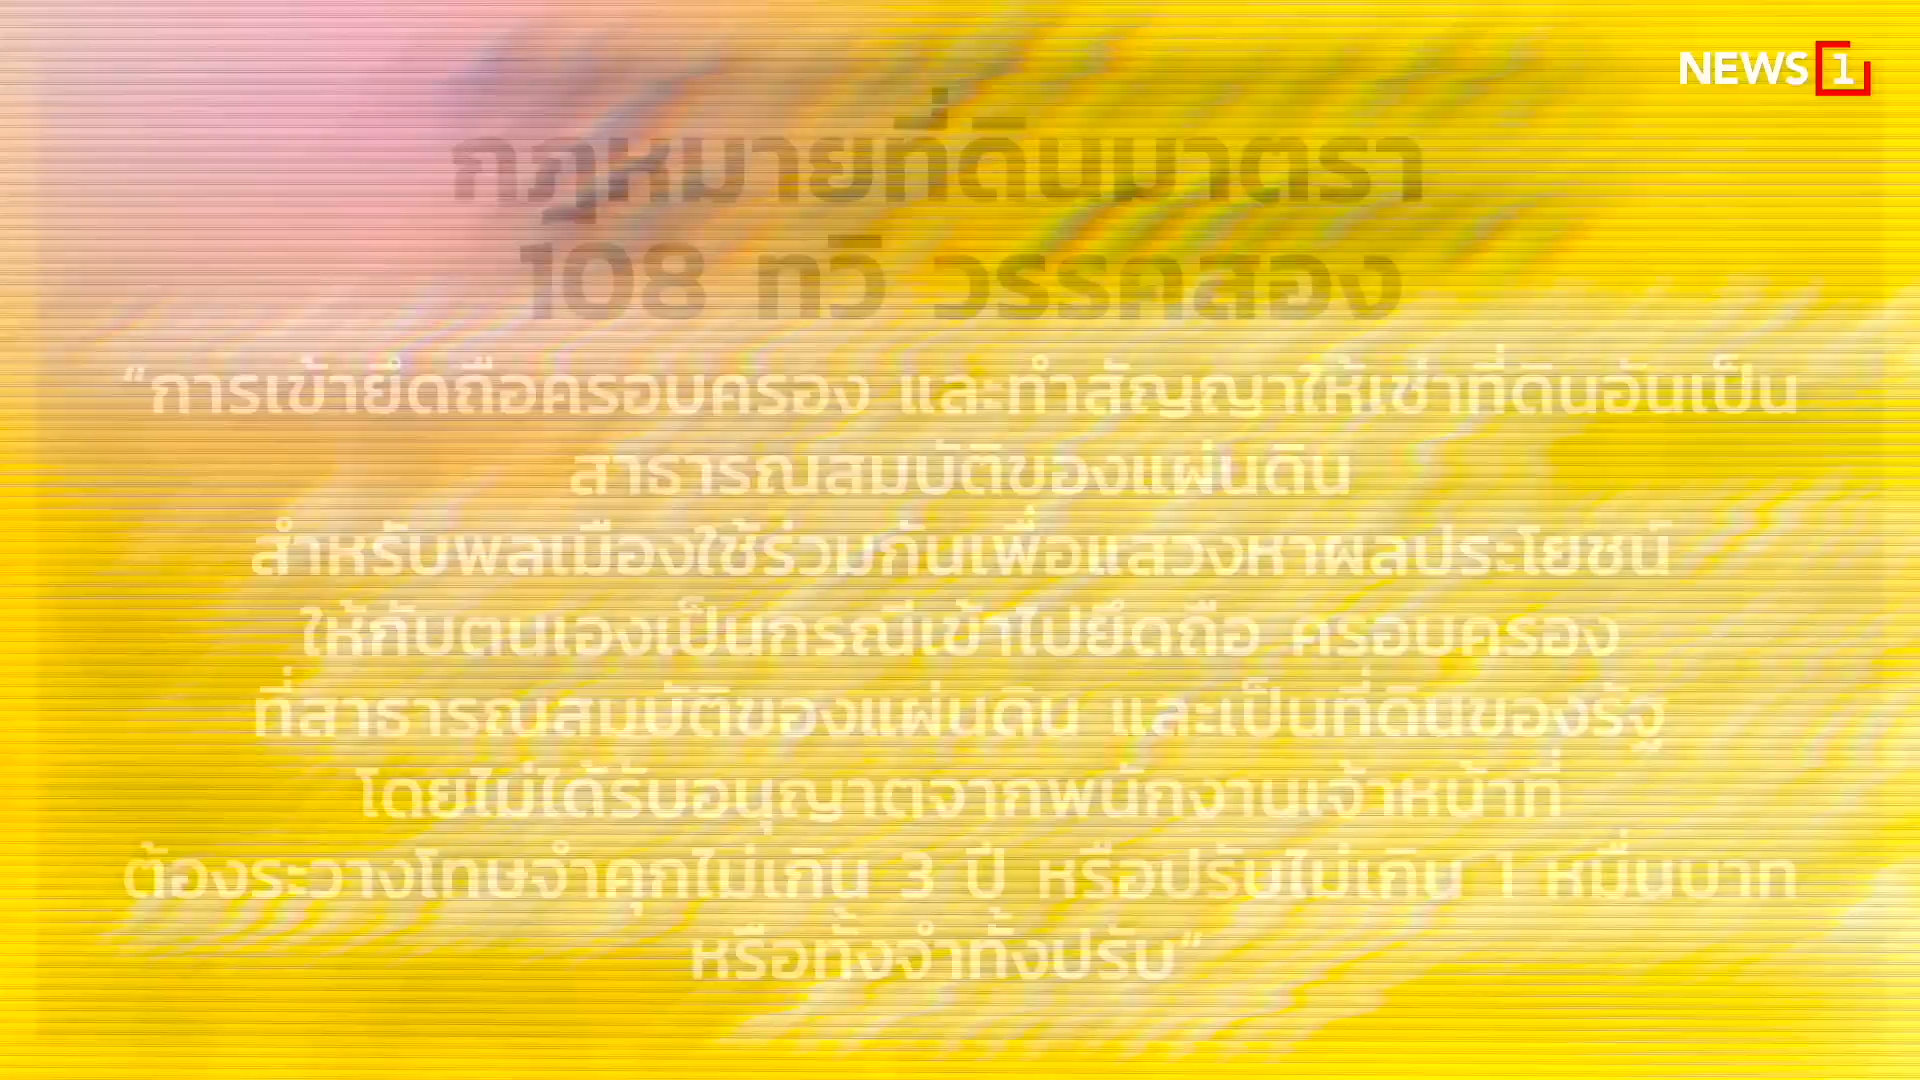 NEWS 1
กฎหมายที่ดินมาตรา
108 ทวิ วรรคสอง
“การเข้ายึดถือครอบครอง และทำสัญญาให้เช่าที่ดินอันเป็น
สาธารณสมบัติของแผ่นดิน
สำหรับพลเมืองใช้ร่วมกันเพื่อแสวงหาผลประโยชน์
ให้กับตนเองเป็นกรณีเข้าไปยึดถือ ครอบครอง
ที่สาธารณสมบัติของแผ่นดิน และเป็นที่ดินของรัฐ
โดยไม่ได้รับอนุญาตจากพนักงานเจ้าหน้าที่
ต้องระวางโทษจำคุกไม่เกิน 3 ปี หรือปรับไม่เกิน 1 หมื่นบาท
หรือทั้งจำทั้งปรับ”